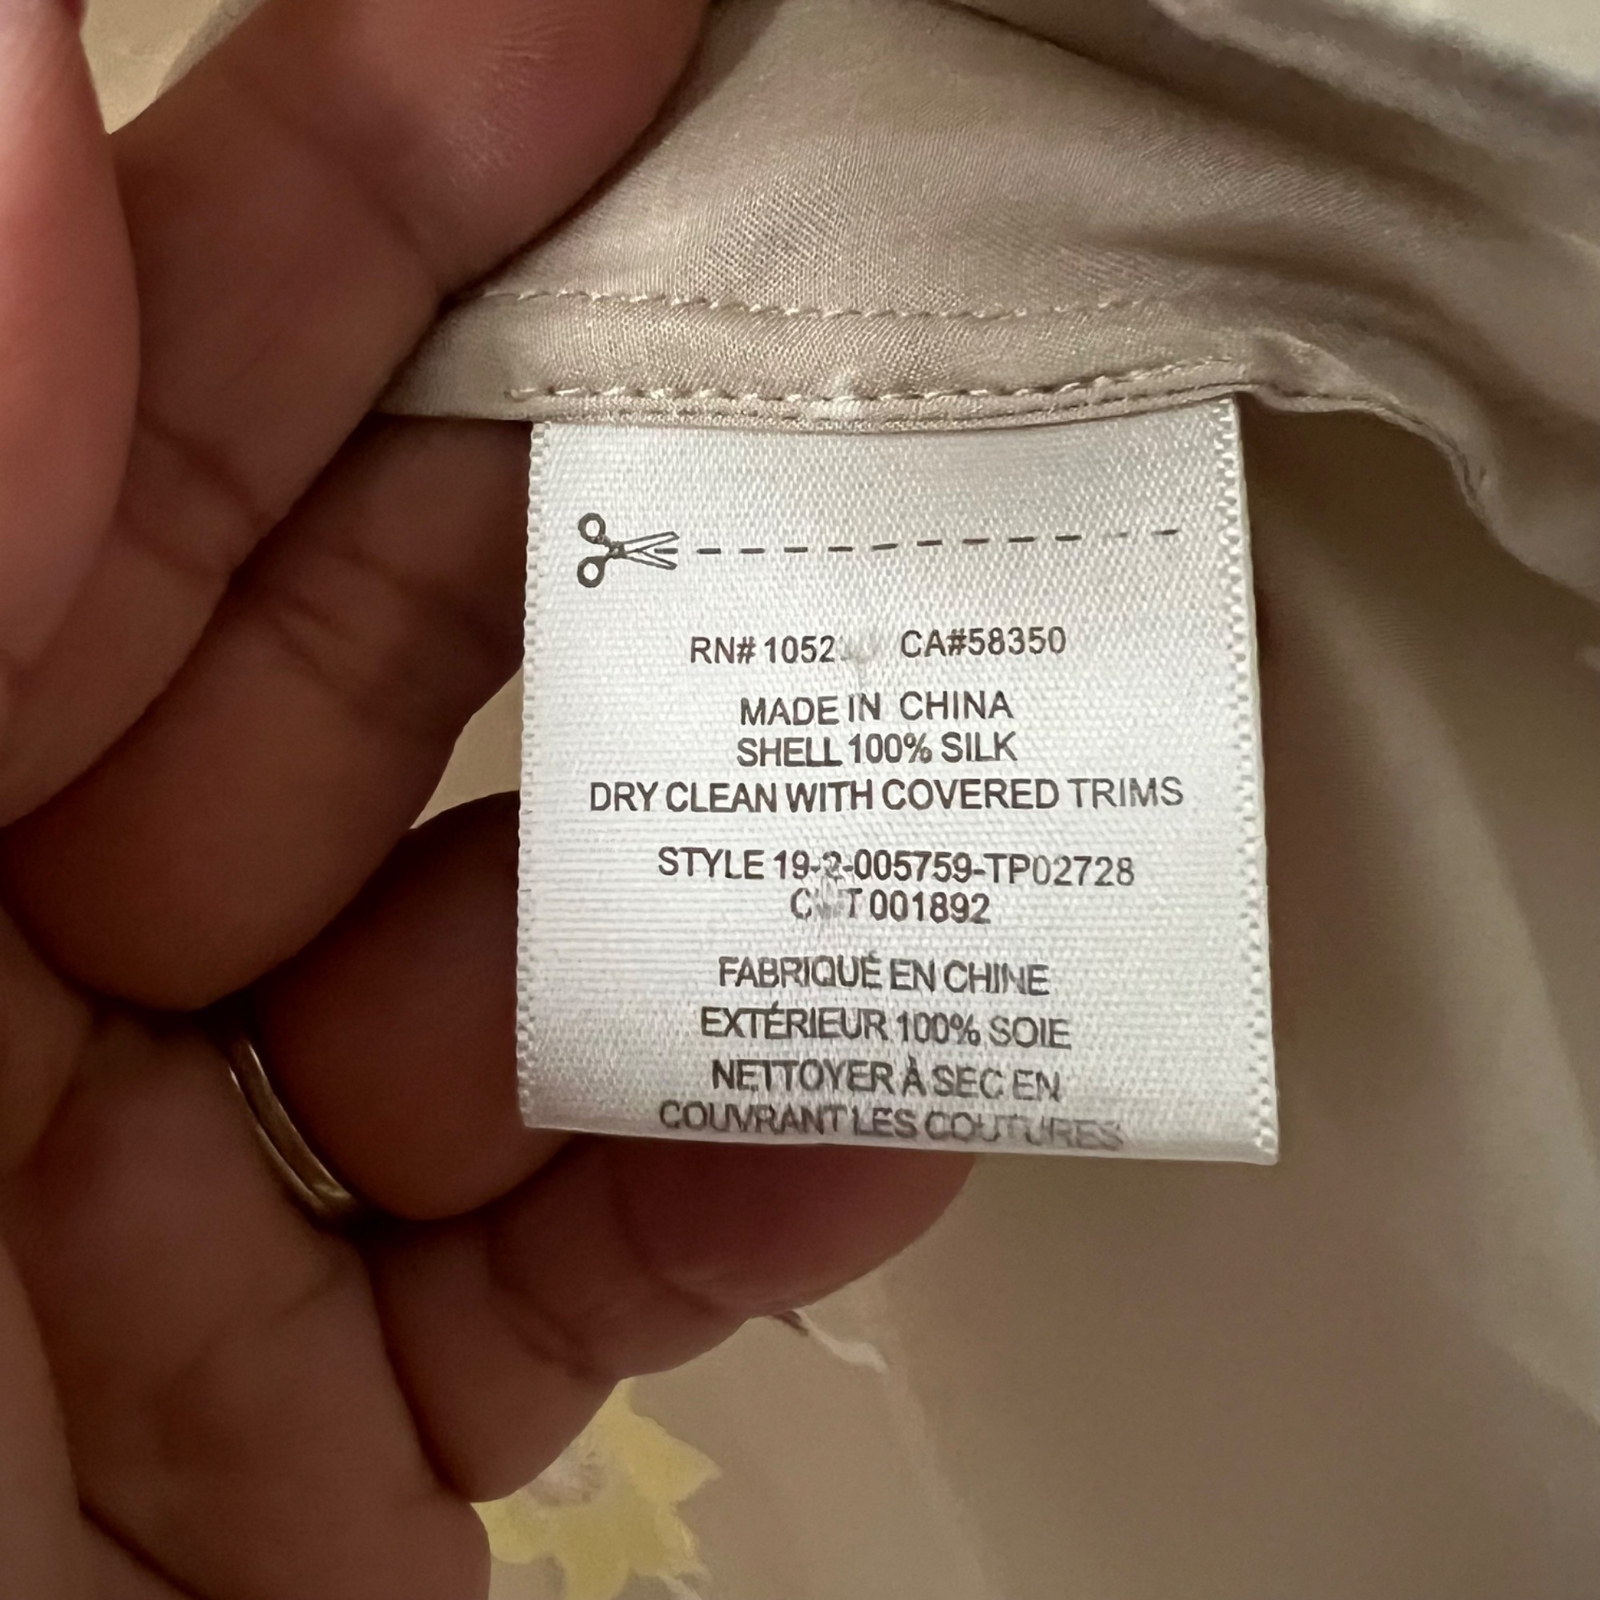 RN# CA#58350
MADE IN CHINA
SHELL 100% SILK
DRY CLEAN WITH COVERED TRIMS
STYLE 19-2-005759-TP02728
001892
FABRIQUÉ EN CHINE
EXTÉRIEUR 100% SOIE
NETTOYER À SEC EN
COUVRANT LES COUTURES